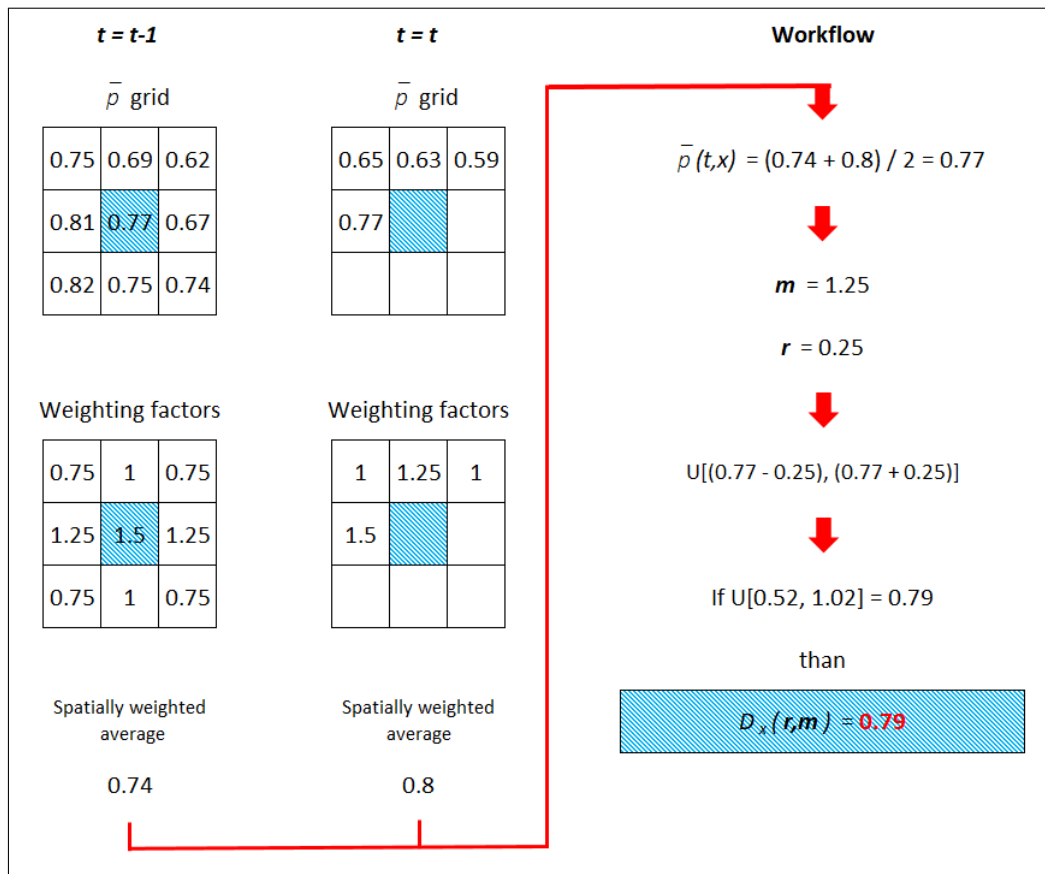 t = t-1
p̅ grid
0.75 0.69 0.62
0.81 0.77 0.67
0.82 0.75 0.74
Weighting factors
0.75 1 0.75
1.25 1.5 1.25
0.75 1 0.75
Spatially weighted
average
0.74
t = t
p̅ grid
0.65 0.63 0.59
0.77
Weighting factors
1 1.25 1
1.5
Spatially weighted
average
0.8
Workflow
p̅ (t,x) = (0.74 + 0.8) / 2 = 0.77
m = 1.25
r = 0.25
U[(0.77 - 0.25), (0.77 + 0.25)]
If U[0.52, 1.02] = 0.79
than
D x ( r,m ) = 0.79